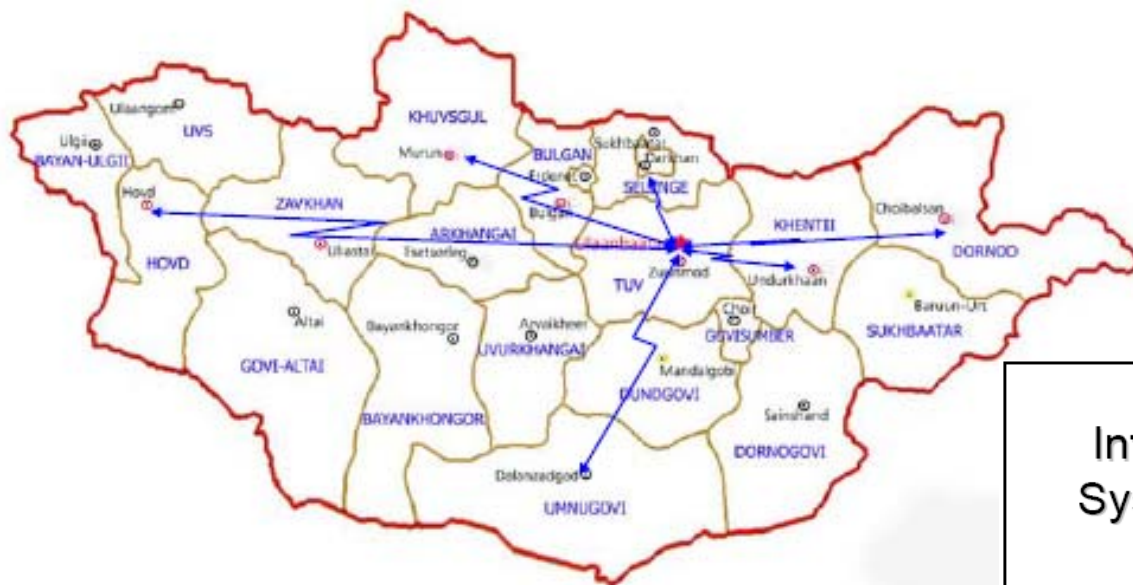 Ulaangom
UVS
KHUVSGUL
Ulgii
BAYAN-ULGII
Murun
BULGAN
Sukhbaatar
Darkhan
Erdenet
SELENGE
Hovd
ZAVKHAN
Bulgan
ARKHANGAI
KHENTII
Choibalsan
HOVD
Uliastai
Tsetserleg
Ulaanbaatar
Zuunmod
DORNOD
TUV
Undurkhaan
Altai
Bayankhongor
Arvaikheer
Choir
Baruun-Urt
GOVI-ALTAI
UVURKHANGAI
GOVISUMBER
SUKHBAATAR
Mandalgobi
DUNDGOVI
BAYANKHONGOR
Sainshand
DORNOGOVI
Dalanzadgad
UMNUGOVI
Int
Sys